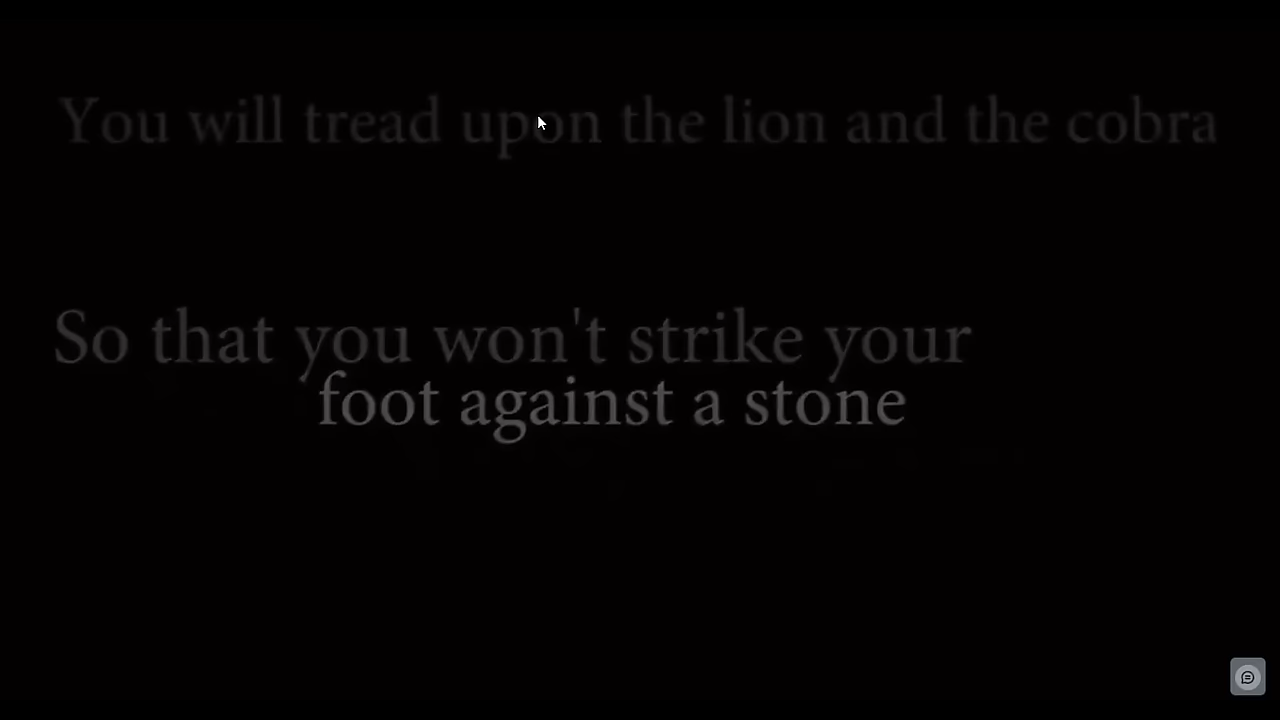 You will tread upon the lion and the cobra
So that you won't strike your
foot against a stone